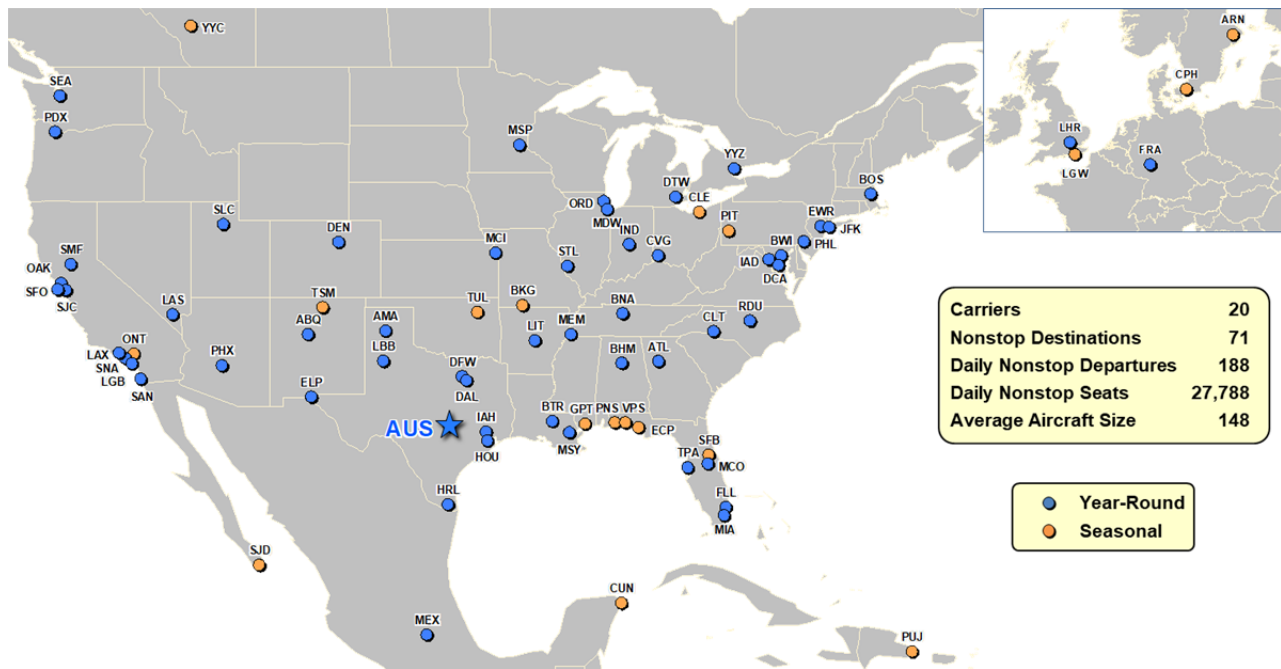 YYC
ARN
SEA
CPH
PDX
MSP
LHR
YYZ
FRA
DTW
BOS
LGW
CLE
ORD
SLC
MDW
EWR
PIT
JFK
DEN
IND
PHL
MCI
CVG
BWI
SMF
STL
IAD
OAK
DCA
SFO
SJC
TSM
TUL
BKG
LAS
BNA
RDU
AMA
MEM
CLT
ABQ
LIT
ONT
LAX
PHX
LBB
BHM
ATL
SNA
DFW
LGB
SAN
ELP
DAL
BTR
GPT
PNS
VPS
IAH
AUS
ECP
MSY
HOU
SFB
TPA
MCO
HRL
FLL
MIA
SJD
CUN
MEX
PUJ
Carriers 20
Nonstop Destinations 71
Daily Nonstop Departures 188
Daily Nonstop Seats 27,788
Average Aircraft Size 148
Year-Round
Seasonal